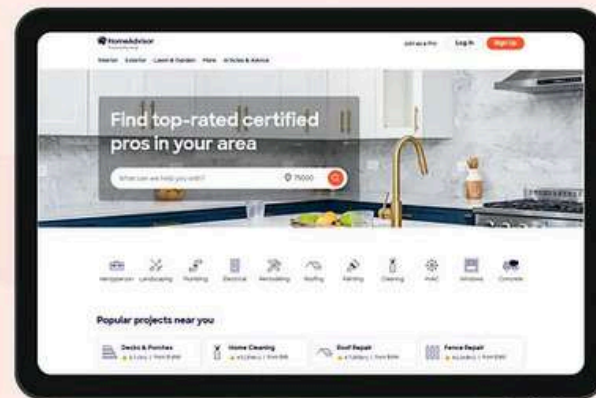 HomeAdvisor
Join as a Pro Log In Sign Up
Interior Exterior Lawn & Garden More Articles & Advice
Find top-rated certified
pros in your area
What can we help you with? 75000
Handyperson Landscaping Plumbing Electrical Remodeling Roofing Painting Cleaning HVAC Windows Concrete
Popular projects near you
Decks & Porches Home Cleaning Roof Repair Fence Repair